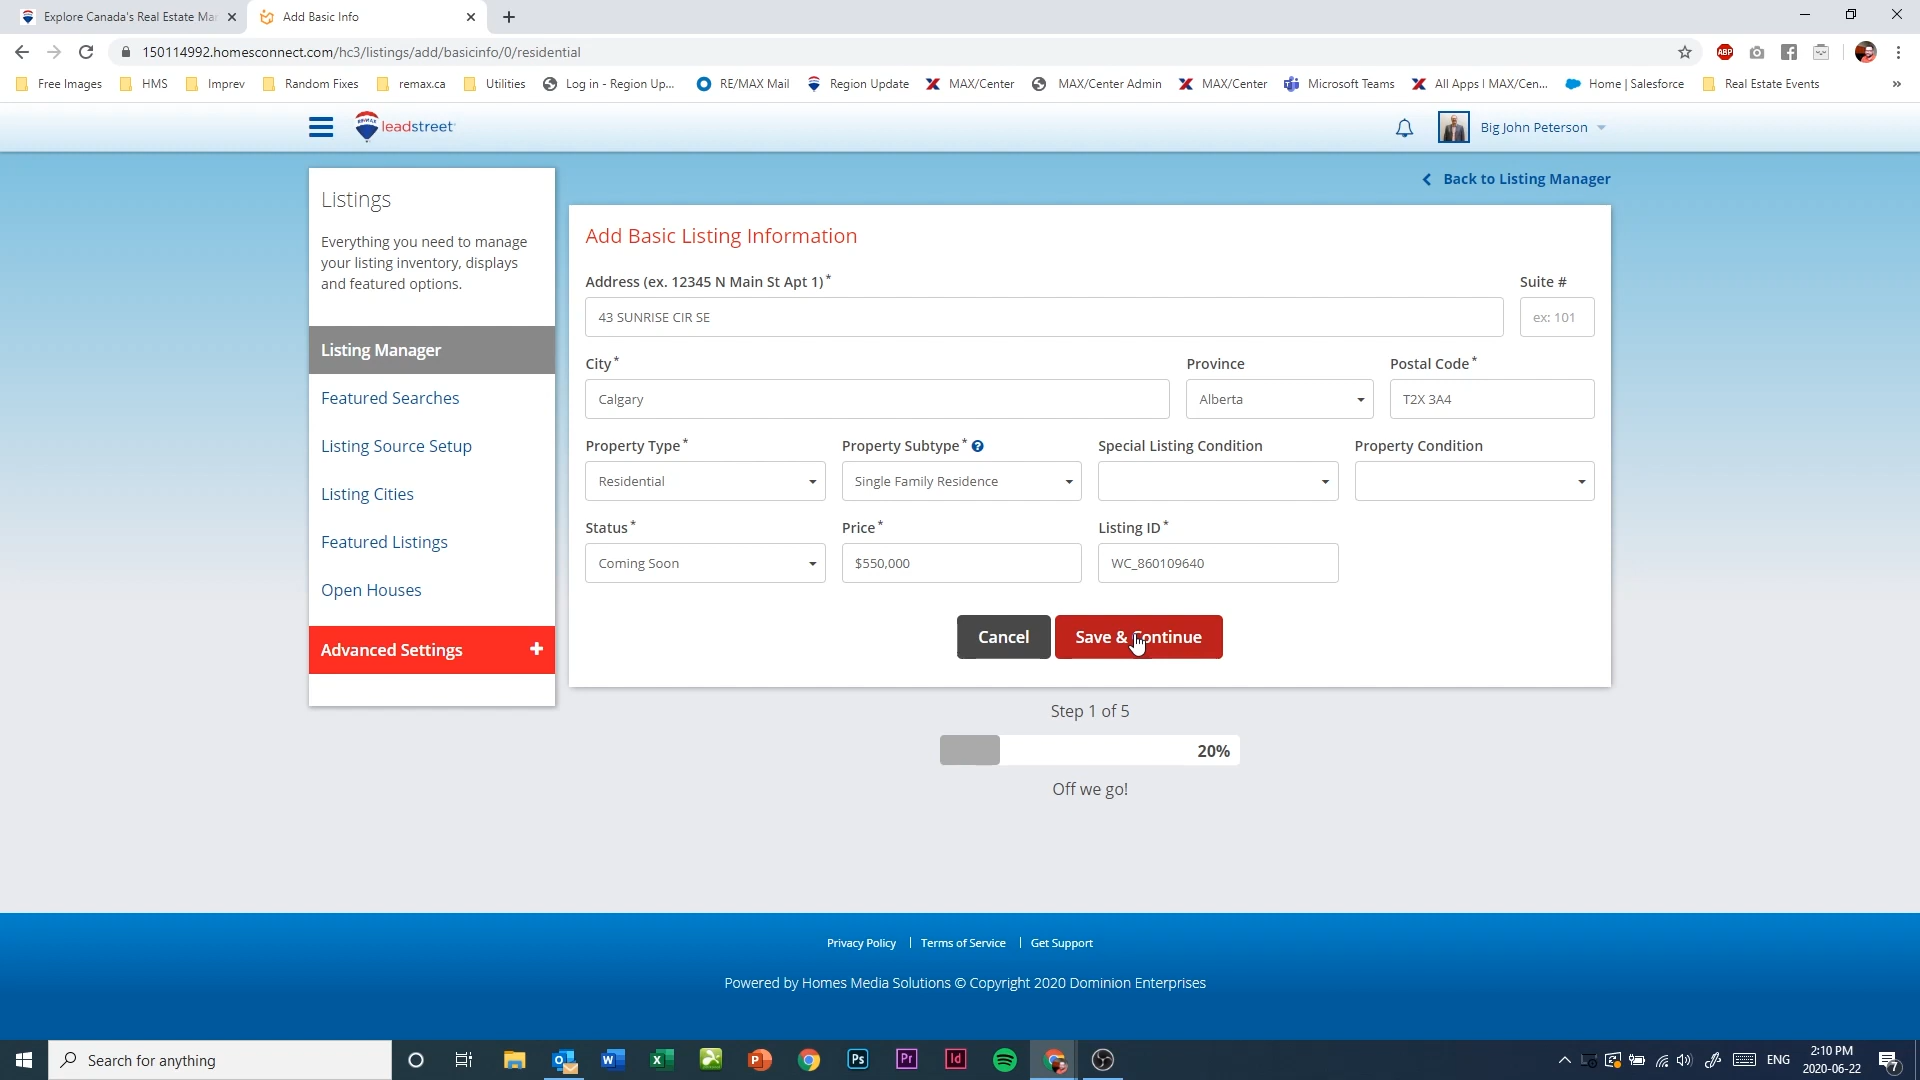 Explore Canada's Real Estate Mar
Add Basic Info
150114992.homesconnect.com/hc3/listings/add/basicinfo/0/residential
ABP
Free Images
HMS
Imprev
Random Fixes
remax.ca
Utilities
Log in - Region Up...
RE/MAX Mail
Region Update
MAX/Center
MAX/Center Admin
MAX/Center
Microsoft Teams
All Apps | MAX/Cen...
Home | Salesforce
Real Estate Events
»
leadstreet
Big John Peterson
Listings
Everything you need to manage
your listing inventory, displays
and featured options.
Listing Manager
Featured Searches
Listing Source Setup
Listing Cities
Featured Listings
Open Houses
Advanced Settings +
Back to Listing Manager
Add Basic Listing Information
Address (ex. 12345 N Main St Apt 1)* Suite #
43 SUNRISE CIR SE ex: 101
City* Province Postal Code*
Calgary Alberta T2X 3A4
Property Type* Property Subtype* ? Special Listing Condition Property Condition
Residential Single Family Residence
Status* Price* Listing ID*
Coming Soon $550,000 WC_860109640
Cancel Save & Continue
Step 1 of 5
20%
Off we go!
Privacy Policy | Terms of Service | Get Support
Powered by Homes Media Solutions © Copyright 2020 Dominion Enterprises
Search for anything
Ps
Pr
Id
ENG
2:10 PM
2020-06-22
7